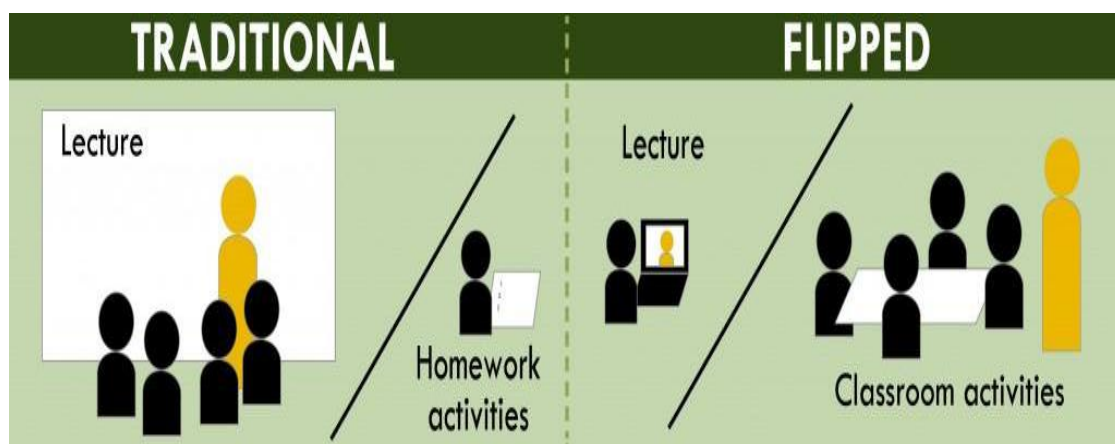 TRADITIONAL
Lecture
Homework
activities
FLIPPED
Lecture
Classroom activities